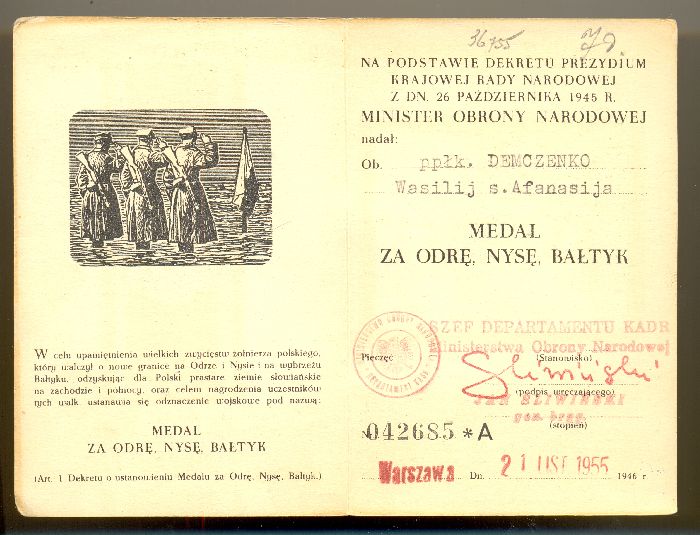 W celu upamiętnienia wielkich zwycięstw żołnierza polskiego,
który walczył o nowe granice na Odrze i Nysie i na wybrzeżu
Bałtyku, odzyskując dla Polski prastare ziemie słowiańskie
na zachodzie i północy, oraz celem nagrodzenia uczestników
tych walk, ustanawia się odznaczenie wojskowe pod nazwą:
MEDAL
ZA ODRĘ, NYSĘ, BAŁTYK
(Art. 1 Dekretu o ustanowieniu Medalu za Odrę, Nysę, Bałtyk.)
36755
NA PODSTAWIE DEKRETU PREZYDIUM
KRAJOWEJ RADY NARODOWEJ
Z DN. 26 PAŹDZIERNIKA 1945 R.
MINISTER OBRONY NARODOWEJ
nadał:
Ob. ppłk. DEMCZENKO
Wasilij s.Afanasija
MEDAL
ZA ODRĘ, NYSĘ, BAŁTYK
SZEF DEPARTAMENTU KADR
Ministerstwa Obrony Narodowej
Pieczęć (Stanowisko)
(podpis wręczającego)
JAN ŚLIWIŃSKI
gen. bryg.
(stopień)
№ 042685 *A
Warszawa Dn. 21 LIST 1955 1946 r.